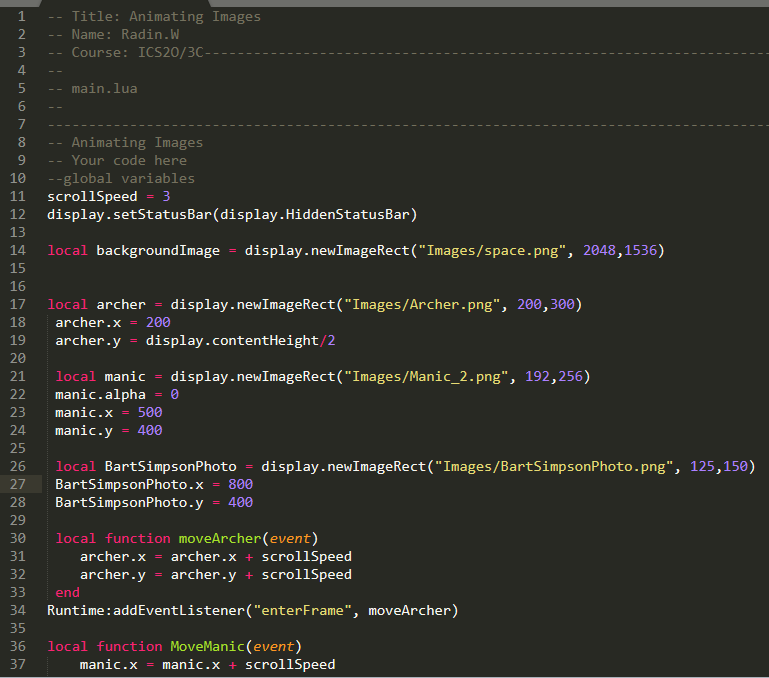 1 -- Title: Animating Images
2 -- Name: Radin.W
3 -- Course: ICS2O/3C--------------------------------------------------------------------
4 --
5 -- main.lua
6 --
7 ---------------------------------------------------------------------------------------
8 -- Animating Images
9 -- Your code here
10 --global variables
11 scrollSpeed = 3
12 display.setStatusBar(display.HiddenStatusBar)
13
14 local backgroundImage = display.newImageRect("Images/space.png", 2048,1536)
15
16
17 local archer = display.newImageRect("Images/Archer.png", 200,300)
18 archer.x = 200
19 archer.y = display.contentHeight/2
20
21 local manic = display.newImageRect("Images/Manic_2.png", 192,256)
22 manic.alpha = 0
23 manic.x = 500
24 manic.y = 400
25
26 local BartSimpsonPhoto = display.newImageRect("Images/BartSimpsonPhoto.png", 125,150)
27 BartSimpsonPhoto.x = 800
28 BartSimpsonPhoto.y = 400
29
30 local function moveArcher(event)
31 archer.x = archer.x + scrollSpeed
32 archer.y = archer.y + scrollSpeed
33 end
34 Runtime:addEventListener("enterFrame", moveArcher)
35
36 local function MoveManic(event)
37 manic.x = manic.x + scrollSpeed